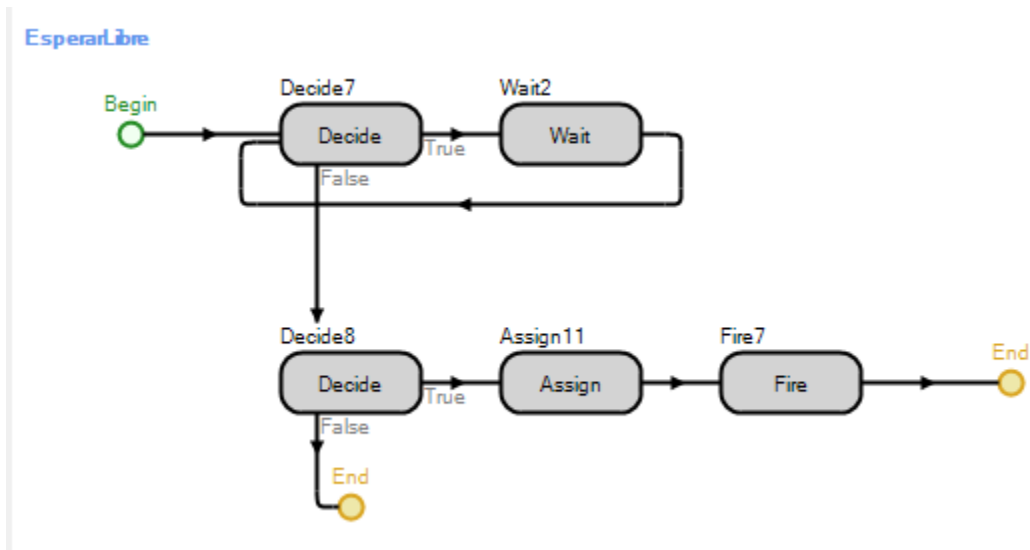 EsperarLibre
Decide7
Wait2
Begin
Decide
True
Wait
False
Decide8
Assign11
Fire7
End
Decide
True
Assign
Fire
False
End